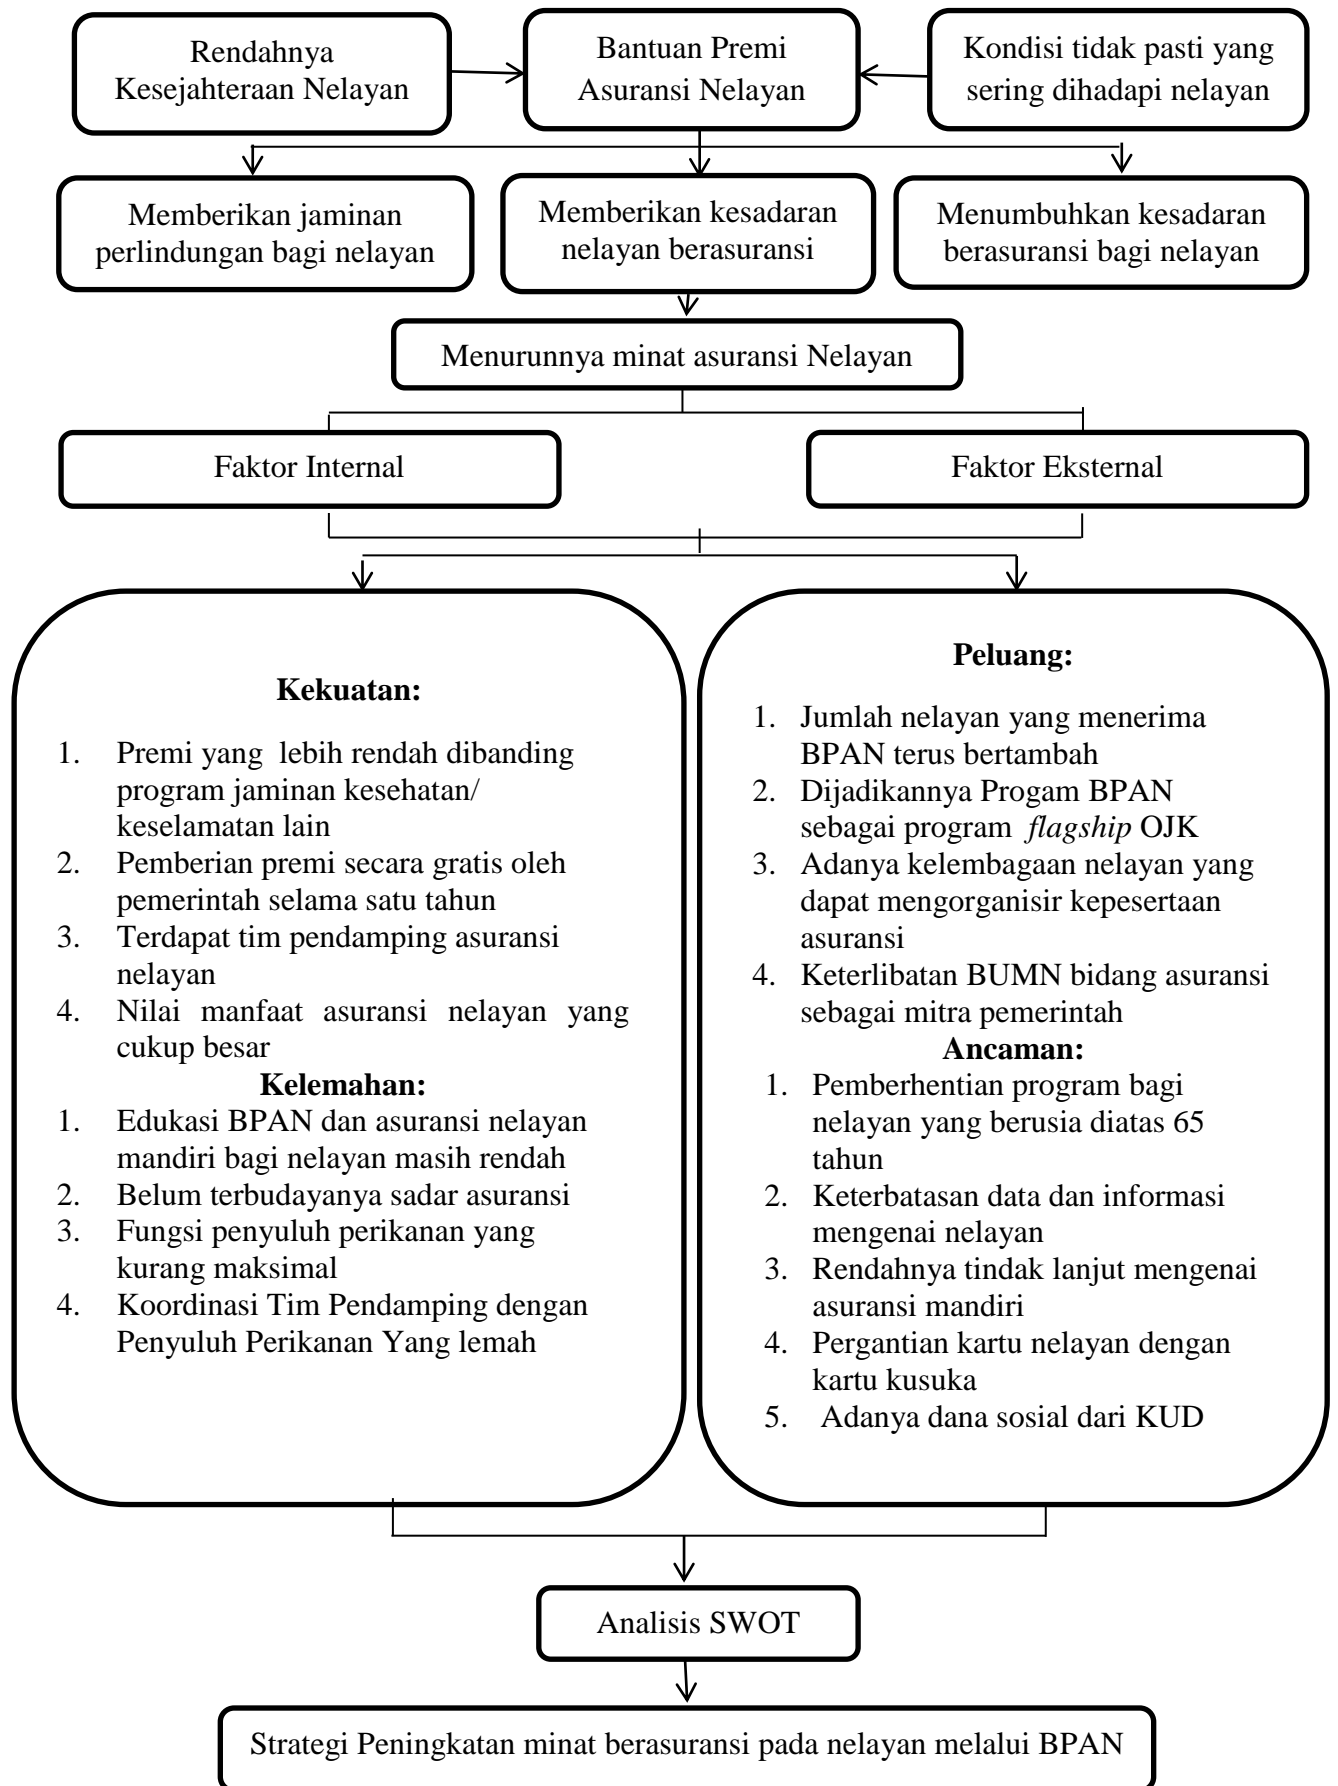 Rendahnya
Kesejahteraan Nelayan
Bantuan Premi
Asuransi Nelayan
Kondisi tidak pasti yang
sering dihadapi nelayan
Memberikan jaminan
perlindungan bagi nelayan
Memberikan kesadaran
nelayan berasuransi
Menumbuhkan kesadaran
berasuransi bagi nelayan
Menurunnya minat asuransi Nelayan
Faktor Internal
Faktor Eksternal
Kekuatan:
1. Premi yang lebih rendah dibanding
program jaminan kesehatan/
keselamatan lain
2. Pemberian premi secara gratis oleh
pemerintah selama satu tahun
3. Terdapat tim pendamping asuransi
nelayan
4. Nilai manfaat asuransi nelayan yang
cukup besar
Kelemahan:
1. Edukasi BPAN dan asuransi nelayan
mandiri bagi nelayan masih rendah
2. Belum terbudayanya sadar asuransi
3. Fungsi penyuluh perikanan yang
kurang maksimal
4. Koordinasi Tim Pendamping dengan
Penyuluh Perikanan Yang lemah
Peluang:
1. Jumlah nelayan yang menerima
BPAN terus bertambah
2. Dijadikannya Progam BPAN
sebagai program flagship OJK
3. Adanya kelembagaan nelayan yang
dapat mengorganisir kepesertaan
asuransi
4. Keterlibatan BUMN bidang asuransi
sebagai mitra pemerintah
Ancaman:
1. Pemberhentian program bagi
nelayan yang berusia diatas 65
tahun
2. Keterbatasan data dan informasi
mengenai nelayan
3. Rendahnya tindak lanjut mengenai
asuransi mandiri
4. Pergantian kartu nelayan dengan
kartu kusuka
5. Adanya dana sosial dari KUD
Analisis SWOT
Strategi Peningkatan minat berasuransi pada nelayan melalui BPAN